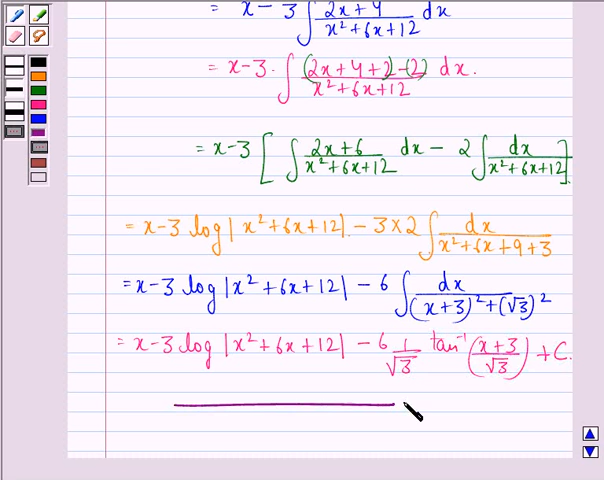 = x - 3 ∫ 2x+4 / x²+6x+12 dx
= x-3 · ∫ (2x+4+2-2) / x²+6x+12 dx.
= x-3 [ ∫ 2x+6 / x²+6x+12 dx - 2 ∫ dx / x²+6x+12 ]
= x-3 log|x²+6x+12| - 3×2 ∫ dx / x²+6x+9+3
= x-3 log|x²+6x+12| - 6 ∫ dx / (x+3)²+(√3)²
= x-3 log|x²+6x+12| - 6 1/√3 tan⁻¹ (x+3 / √3) + C.